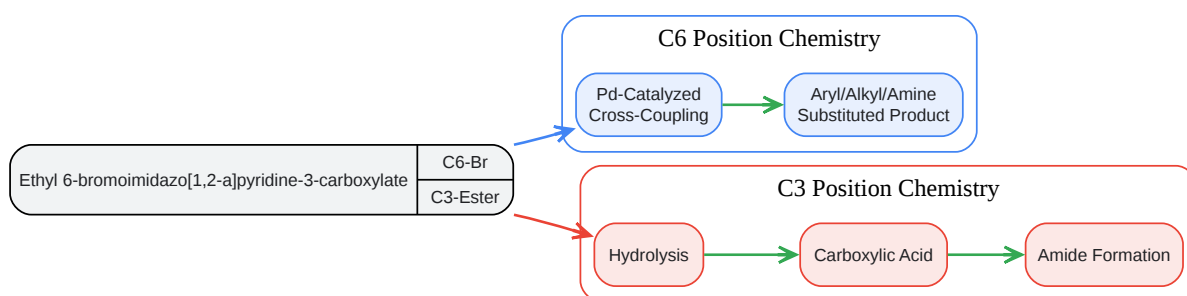 C6 Position Chemistry
Pd-Catalyzed
Cross-Coupling
Aryl/Alkyl/Amine
Substituted Product
Ethyl 6-bromoimidazo[1,2-a]pyridine-3-carboxylate
C6-Br
C3-Ester
C3 Position Chemistry
Hydrolysis
Carboxylic Acid
Amide Formation